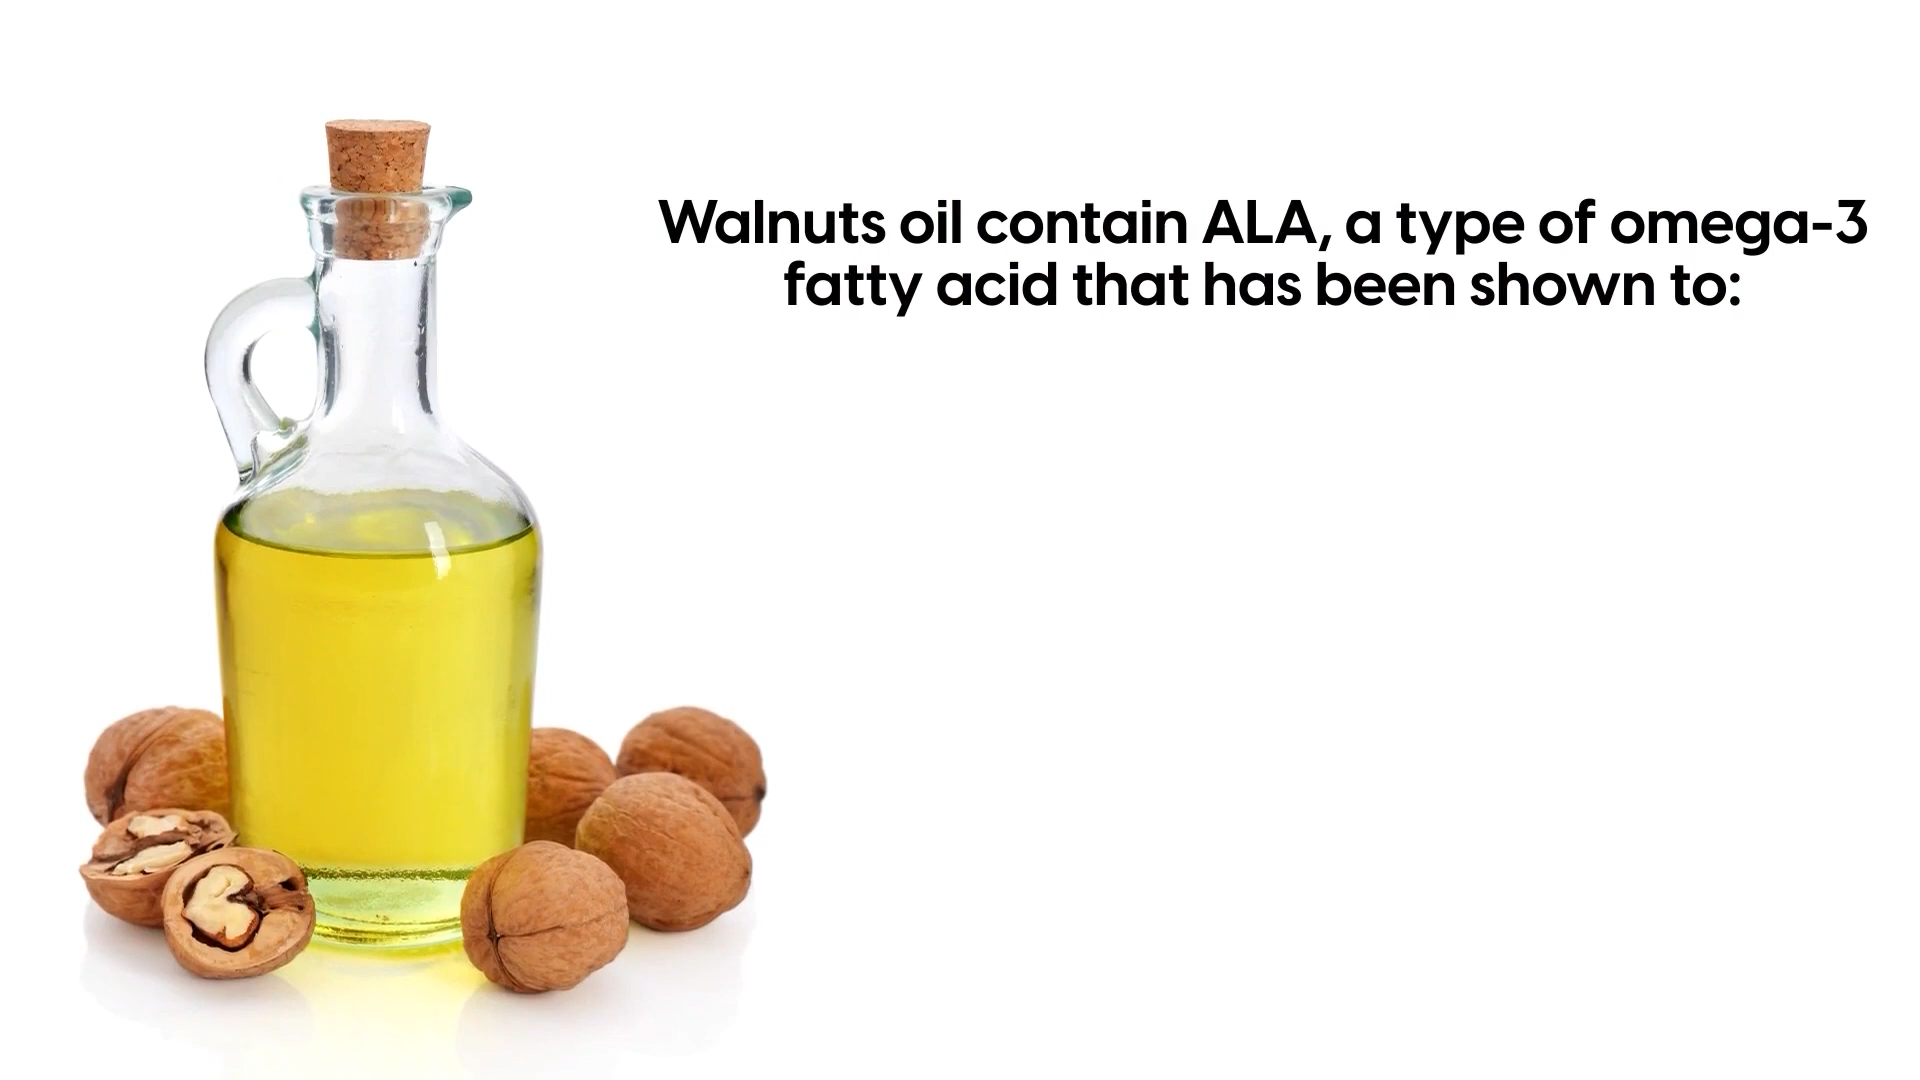 Walnuts oil contain ALA, a type of omega-3
fatty acid that has been shown to: